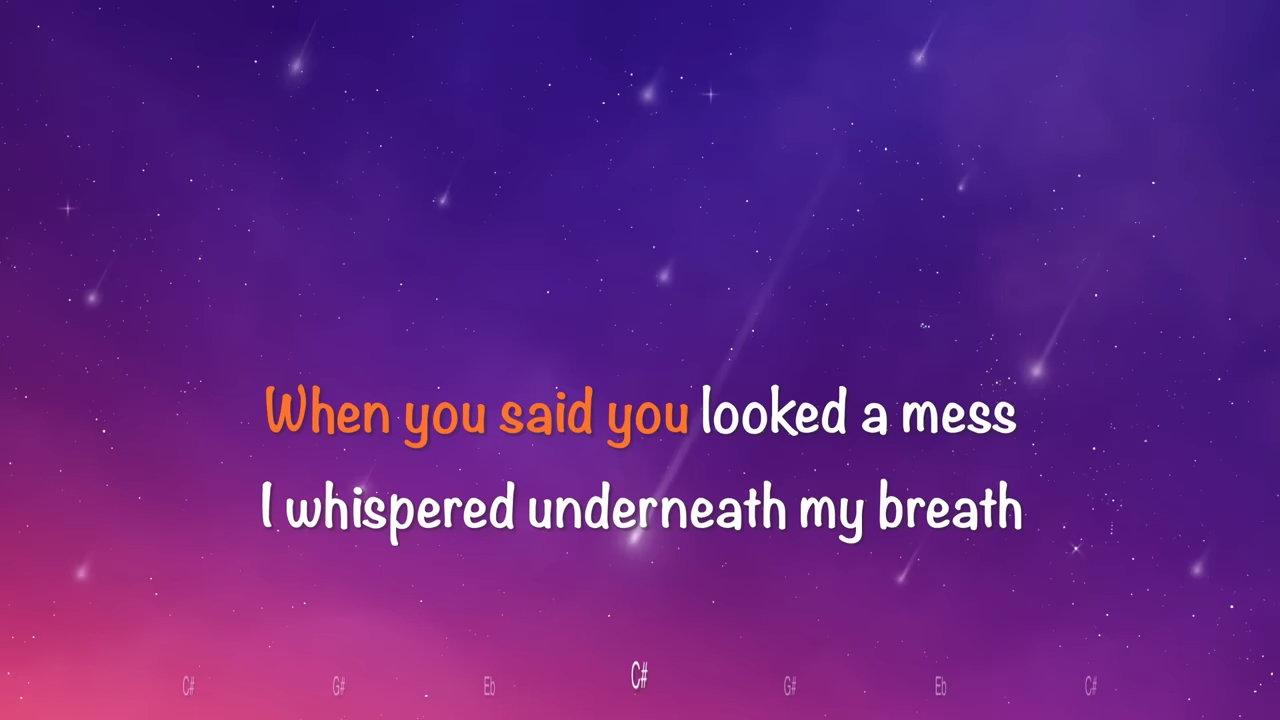 When you said you looked a mess
I whispered underneath my breath
C# G# Eb C# G# Eb C#